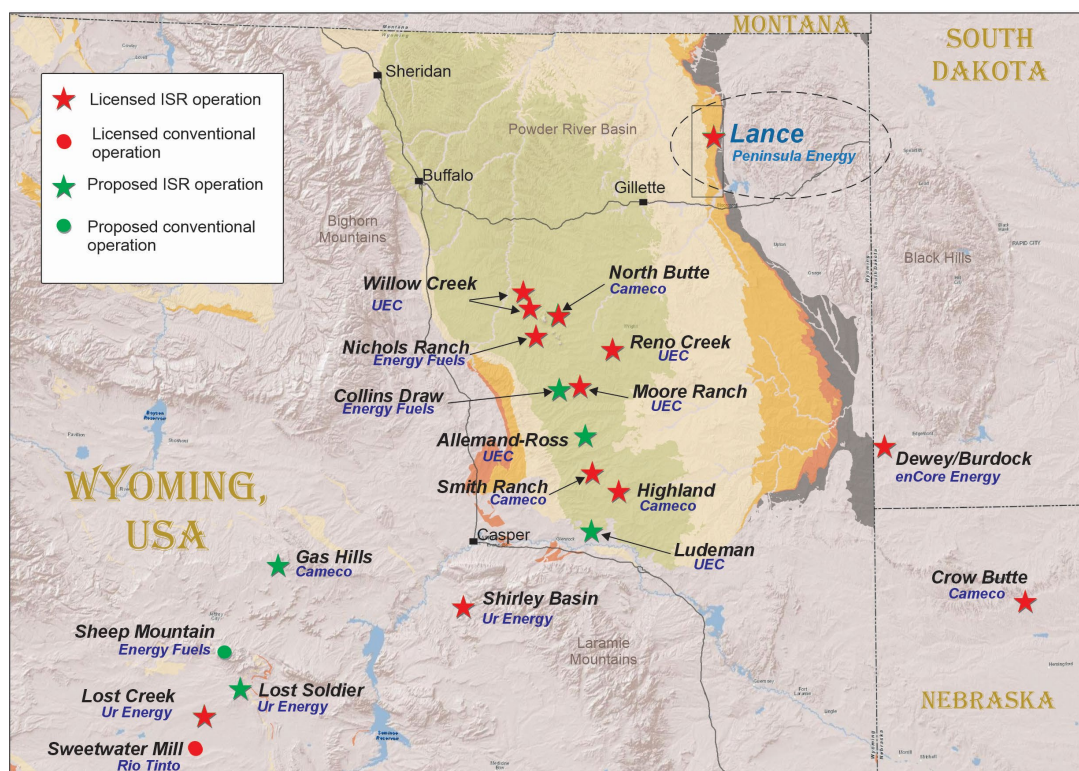 MONTANA
SOUTH
DAKOTA
Licensed ISR operation
Licensed conventional
operation
Proposed ISR operation
Proposed conventional
operation
Sheridan
Powder River Basin
Lance
Peninsula Energy
Buffalo
Gillette
Bighorn
Mountains
Black Hills
RAPID CITY
Willow Creek
UEC
North Butte
Cameco
Nichols Ranch
Energy Fuels
Reno Creek
UEC
Collins Draw
Energy Fuels
Moore Ranch
UEC
Allemand-Ross
UEC
Smith Ranch
Cameco
Highland
Cameco
Dewey/Burdock
enCore Energy
WYOMING,
USA
Casper
Ludeman
UEC
Gas Hills
Cameco
Crow Butte
Cameco
Shirley Basin
Ur Energy
Sheep Mountain
Energy Fuels
Laramie
Mountains
Lost Creek
Ur Energy
Lost Soldier
Ur Energy
NEBRASKA
Sweetwater Mill
Rio Tinto